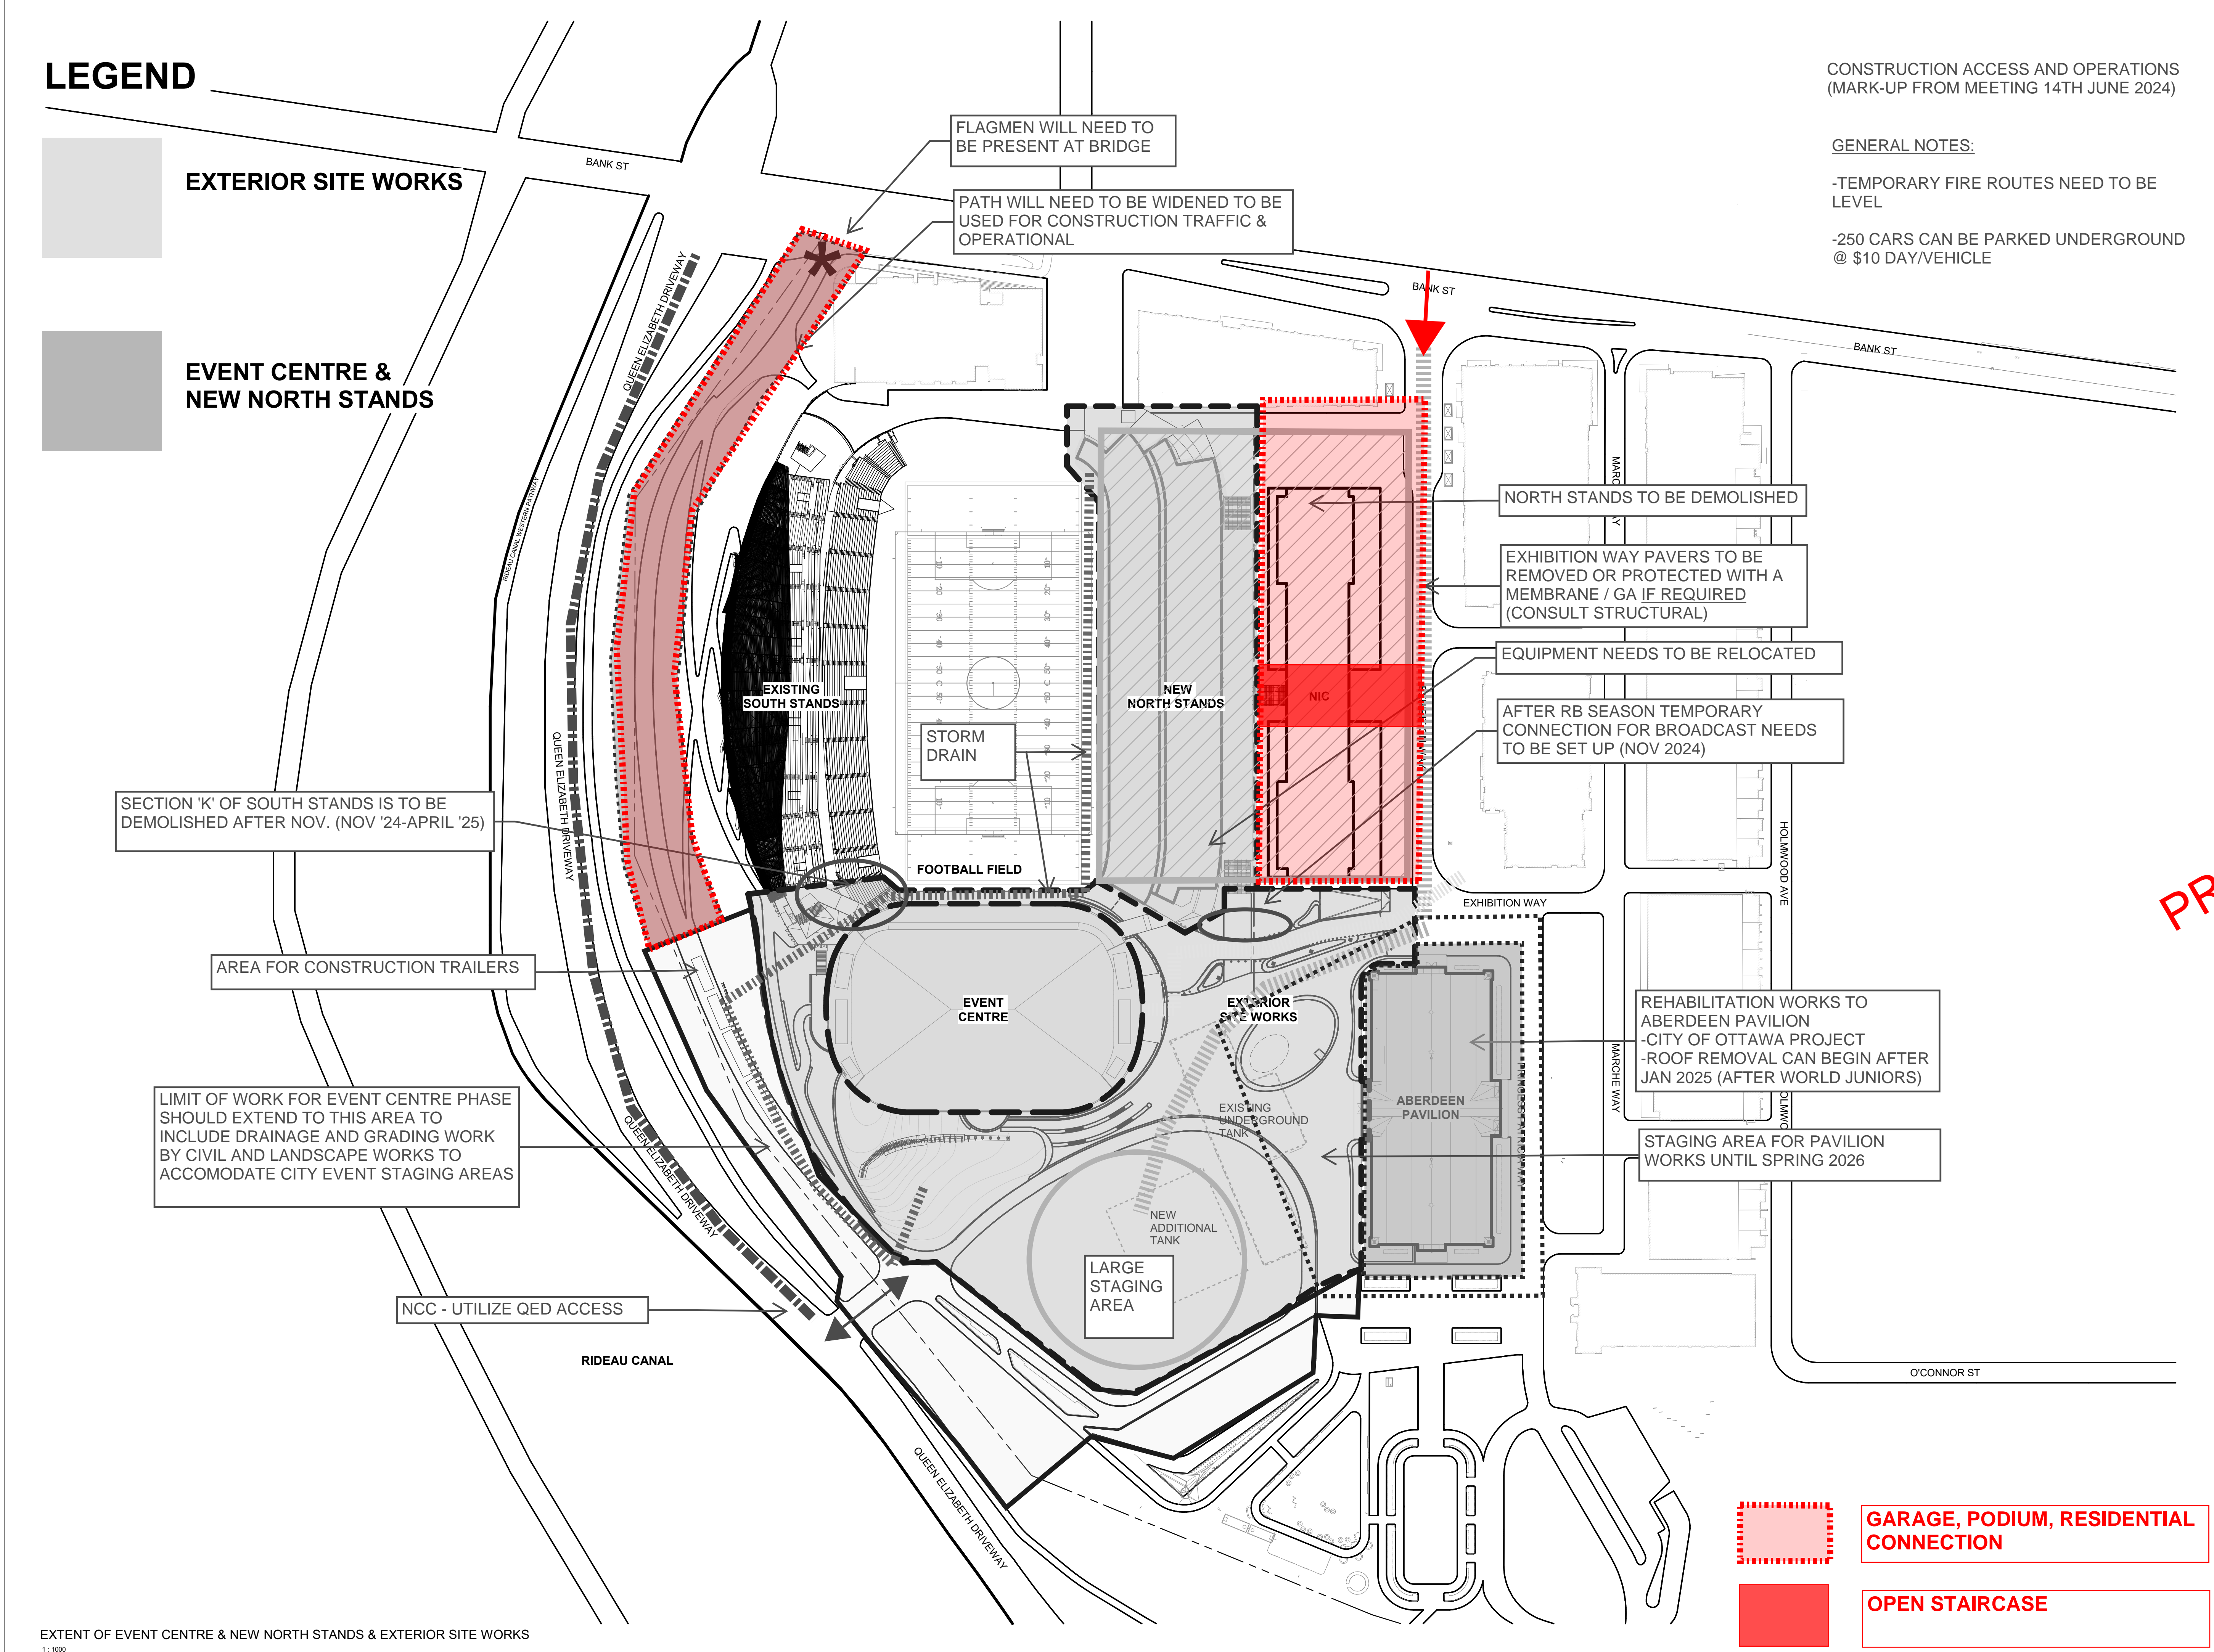 LEGEND
EXTERIOR SITE WORKS
EVENT CENTRE &
NEW NORTH STANDS
CONSTRUCTION ACCESS AND OPERATIONS
(MARK-UP FROM MEETING 14TH JUNE 2024)
GENERAL NOTES:
-TEMPORARY FIRE ROUTES NEED TO BE
LEVEL
-250 CARS CAN BE PARKED UNDERGROUND
@ $10 DAY/VEHICLE
FLAGMEN WILL NEED TO
BE PRESENT AT BRIDGE
PATH WILL NEED TO BE WIDENED TO BE
USED FOR CONSTRUCTION TRAFFIC &
OPERATIONAL
BANK ST
BANK ST
BANK ST
QUEEN ELIZABETH DRIVEWAY
RIDEAU CANAL WESTERN PATHWAY
NORTH STANDS TO BE DEMOLISHED
EXHIBITION WAY PAVERS TO BE
REMOVED OR PROTECTED WITH A
MEMBRANE / GA IF REQUIRED
(CONSULT STRUCTURAL)
EQUIPMENT NEEDS TO BE RELOCATED
AFTER RB SEASON TEMPORARY
CONNECTION FOR BROADCAST NEEDS
TO BE SET UP (NOV 2024)
EXISTING
SOUTH STANDS
NEW
NORTH STANDS
NIC
STORM
DRAIN
QUEEN ELIZABETH DRIVEWAY
SECTION 'K' OF SOUTH STANDS IS TO BE
DEMOLISHED AFTER NOV. (NOV '24-APRIL '25)
FOOTBALL FIELD
HOLMWOOD AVE
EXHIBITION WAY
PR
AREA FOR CONSTRUCTION TRAILERS
EVENT
CENTRE
EXTERIOR
SITE WORKS
REHABILITATION WORKS TO
ABERDEEN PAVILION
-CITY OF OTTAWA PROJECT
-ROOF REMOVAL CAN BEGIN AFTER
JAN 2025 (AFTER WORLD JUNIORS)
MARCHE WAY
LIMIT OF WORK FOR EVENT CENTRE PHASE
SHOULD EXTEND TO THIS AREA TO
INCLUDE DRAINAGE AND GRADING WORK
BY CIVIL AND LANDSCAPE WORKS TO
ACCOMODATE CITY EVENT STAGING AREAS
EXISTING
UNDERGROUND
TANK
ABERDEEN
PAVILION
STAGING AREA FOR PAVILION
WORKS UNTIL SPRING 2026
QUEEN ELIZABETH DRIVEWAY
NEW
ADDITIONAL
TANK
LARGE
STAGING
AREA
NCC - UTILIZE QED ACCESS
RIDEAU CANAL
O'CONNOR ST
QUEEN ELIZABETH DRIVEWAY
GARAGE, PODIUM, RESIDENTIAL
CONNECTION
OPEN STAIRCASE
EXTENT OF EVENT CENTRE & NEW NORTH STANDS & EXTERIOR SITE WORKS
1 : 1000